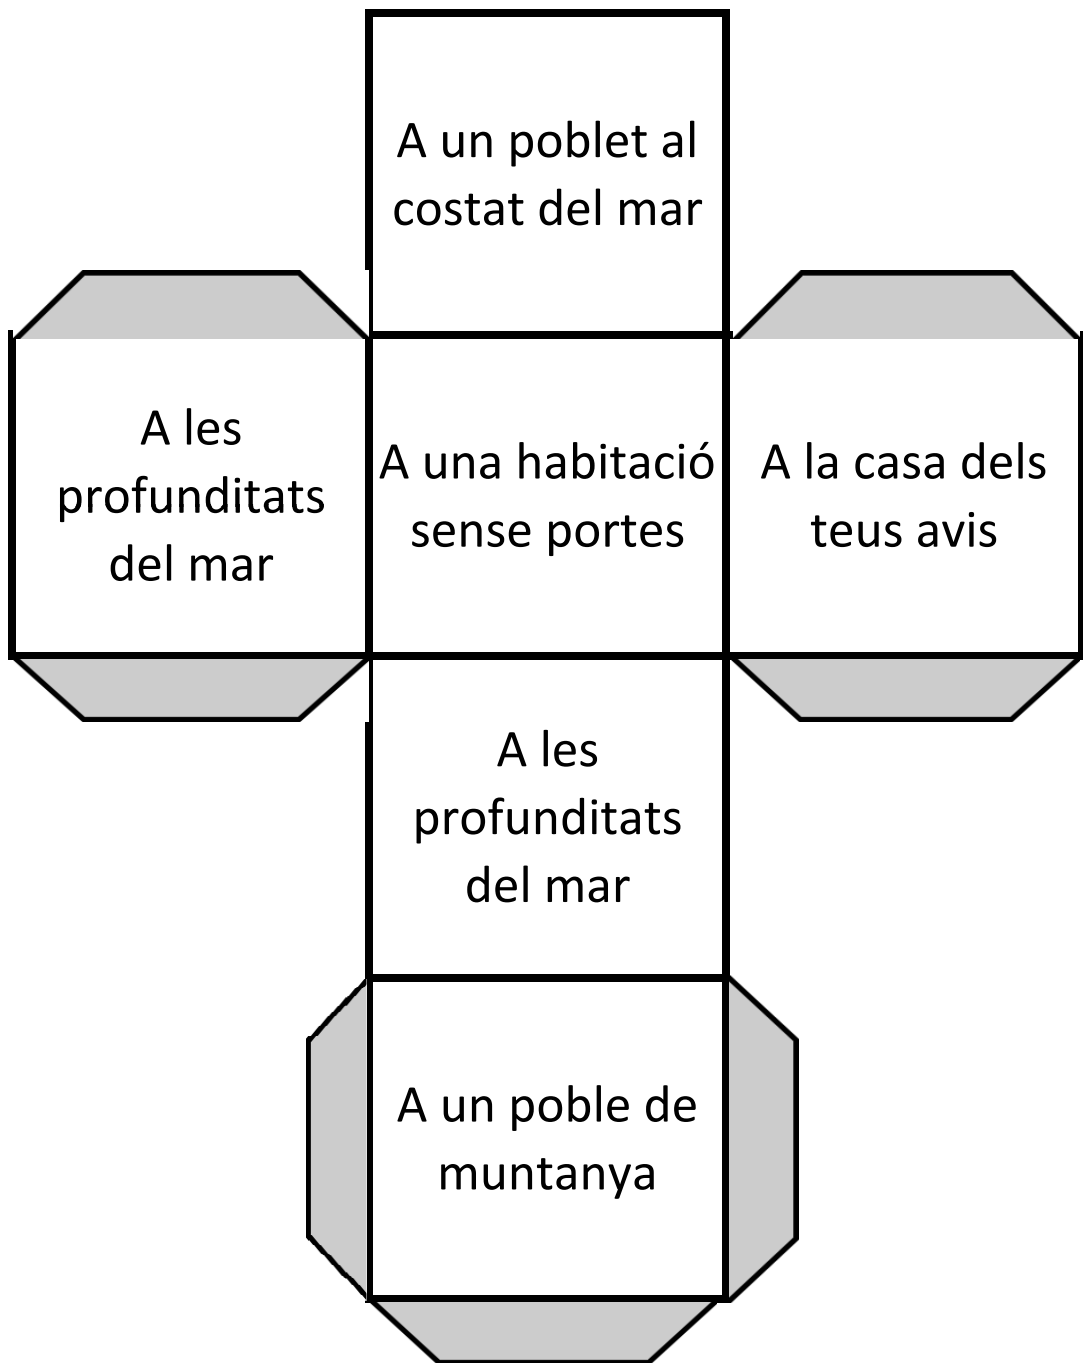 A un poblet al
costat del mar
A les
profunditats
del mar
A una habitació
sense portes
A la casa dels
teus avis
A les
profunditats
del mar
A un poble de
muntanya